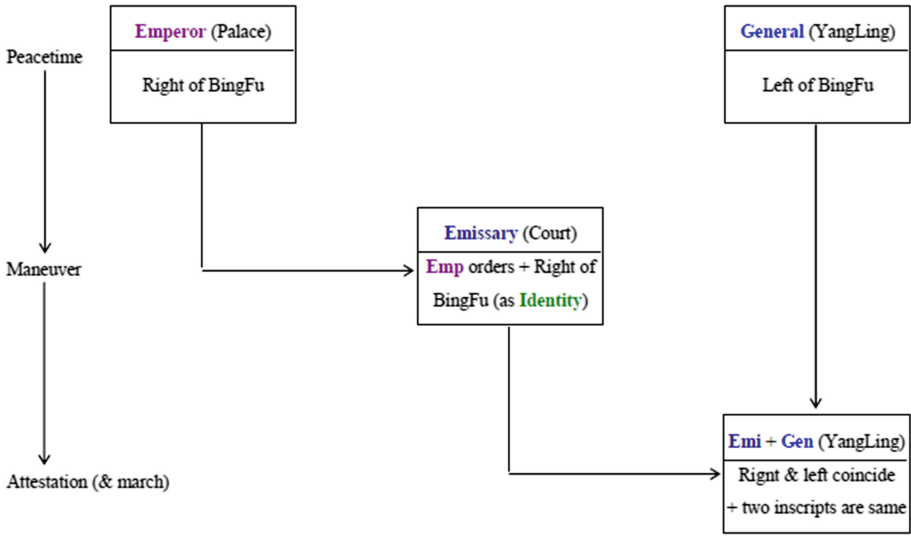 Emperor (Palace)
General (YangLing)
Peacetime
Right of BingFu
Left of BingFu
Emissary (Court)
Maneuver
Emp orders + Right of
BingFu (as Identity)
Emi + Gen (YangLing)
Attestation (& march)
Rignt & left coincide
+ two inscripts are same